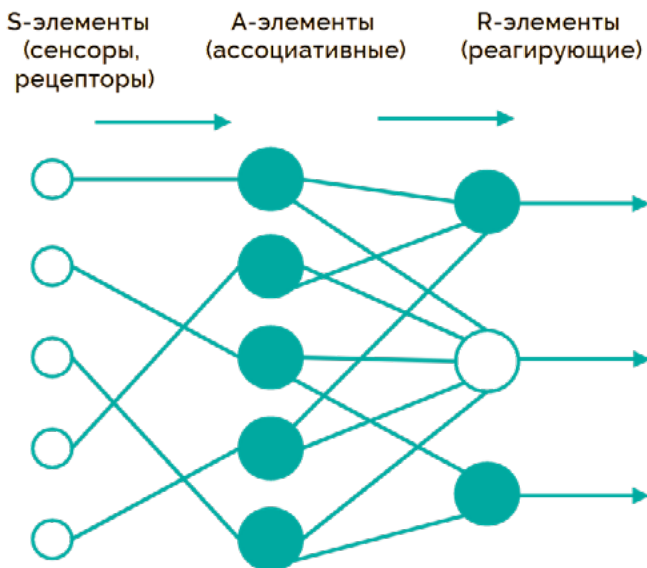 S-элементы
(сенсоры,
рецепторы)
А-элементы
(ассоциативные)
R-элементы
(реагирующие)